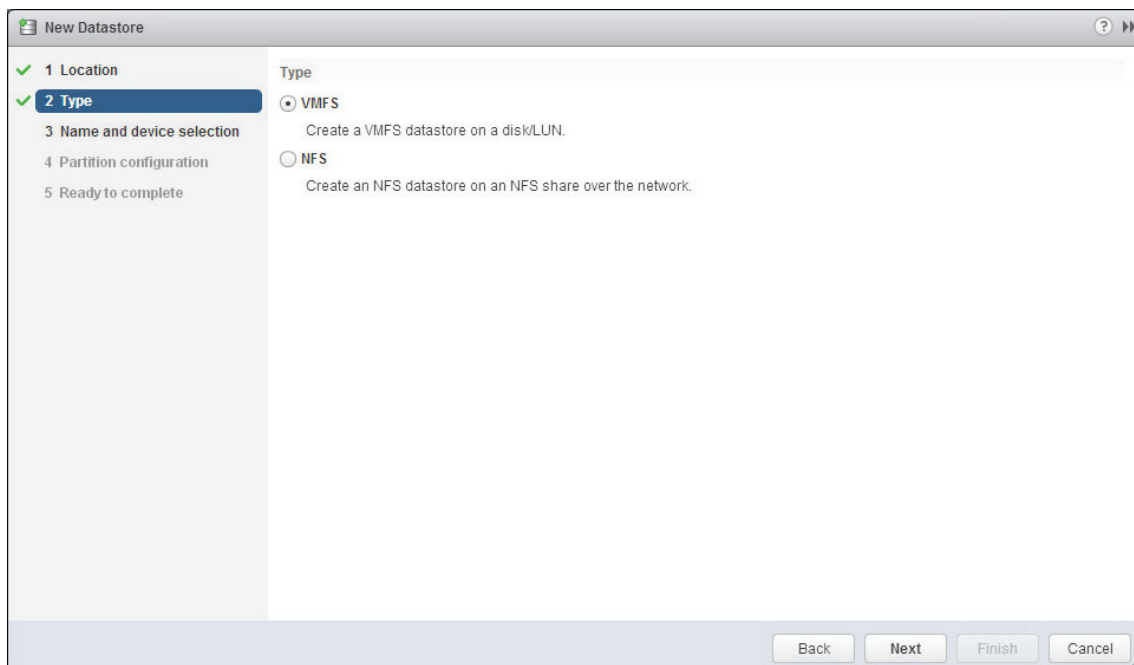 New Datastore
?
1 Location
2 Type
3 Name and device selection
4 Partition configuration
5 Ready to complete
Type
VMFS
Create a VMFS datastore on a disk/LUN.
NFS
Create an NFS datastore on an NFS share over the network.
Back Next Finish Cancel